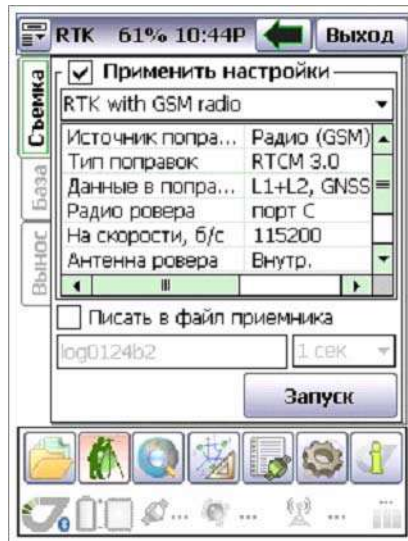 RTK 61% 10:44P Выход
Съемка
База
Вынос
Применить настройки
RTK with GSM radio
Источник попра... Радио (GSM)
Тип поправок RTCM 3.0
Данные в попра... L1+L2, GNSS
Радио ровера порт C
На скорости, б/с 115200
Антенна ровера Внутр.
Писать в файл приемника
log0124b2 1 сек
Запуск
... ... ...